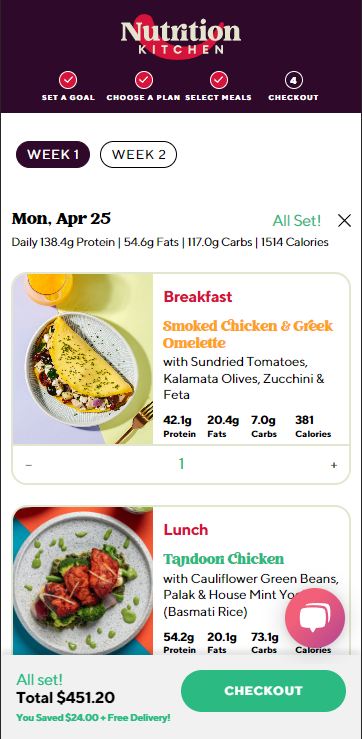 Nutrition
KITCHEN
4
SET A GOAL CHOOSE A PLAN SELECT MEALS CHECKOUT
WEEK 1 WEEK 2
Mon, Apr 25 All Set!
Daily 138.4g Protein | 54.6g Fats | 117.0g Carbs | 1514 Calories
Breakfast
Smoked Chicken & Greek
Omelette
with Sundried Tomatoes,
Kalamata Olives, Zucchini &
Feta
42.1g 20.4g 7.0g 381
Protein Fats Carbs Calories
– 1 +
Lunch
Tandoori Chicken
with Cauliflower Green Beans,
Palak & House Mint
(Basmati Rice)
54.2g 20.1g 73.1g
Protein Fats Carbs Calories
All set!
Total $451.20
You Saved $24.00 + Free Delivery!
CHECKOUT